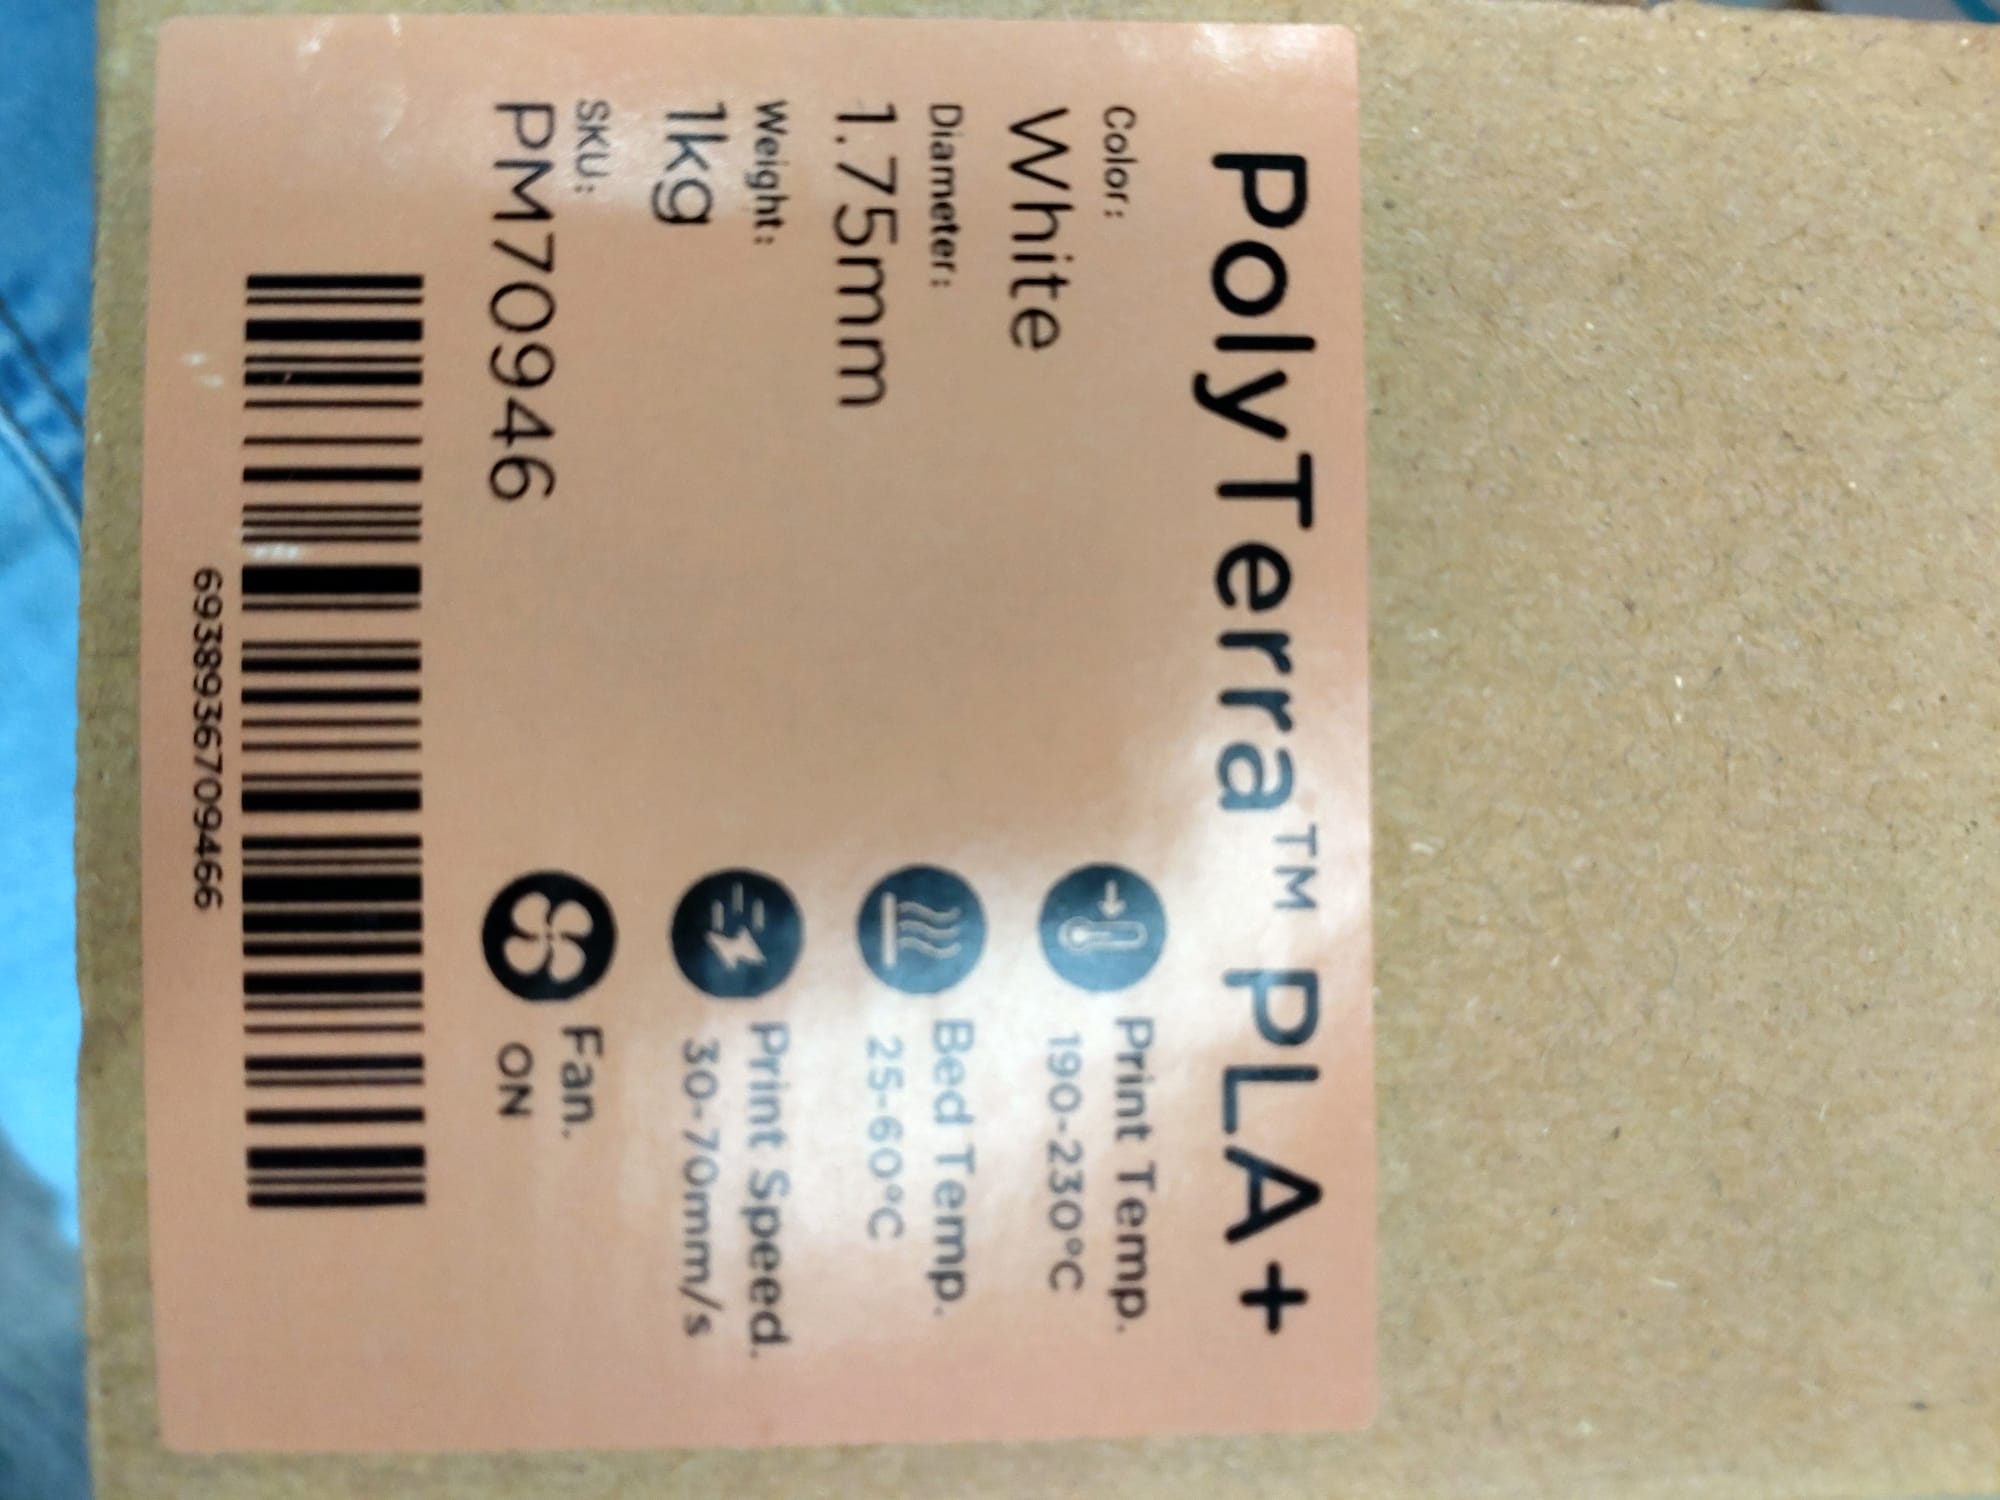 PolyTerra™ PLA+
Color:
White
Diameter:
1.75mm
Weight:
1kg
SKU:
PM70946
Print Temp.
190-230°C
Bed Temp.
25-60°C
Print Speed.
30-70mm/s
Fan.
ON
6938936709466